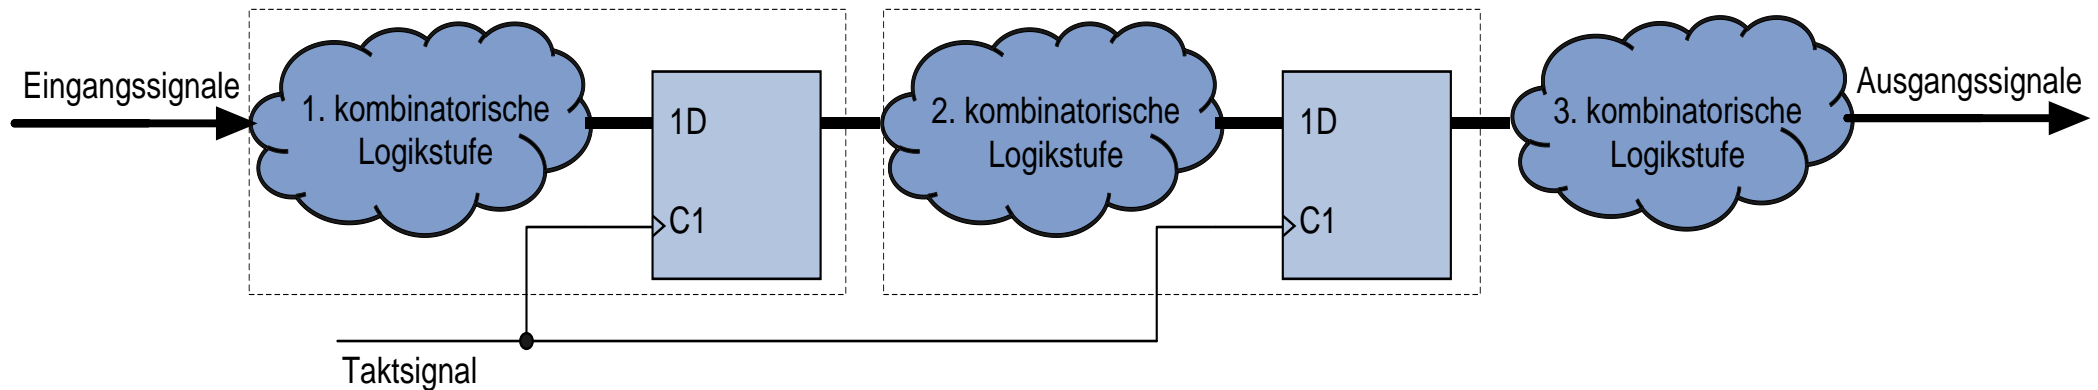 Eingangssignale
1. kombinatorische
Logikstufe
1D
C1
2. kombinatorische
Logikstufe
1D
C1
3. kombinatorische
Logikstufe
Ausgangssignale
Taktsignal